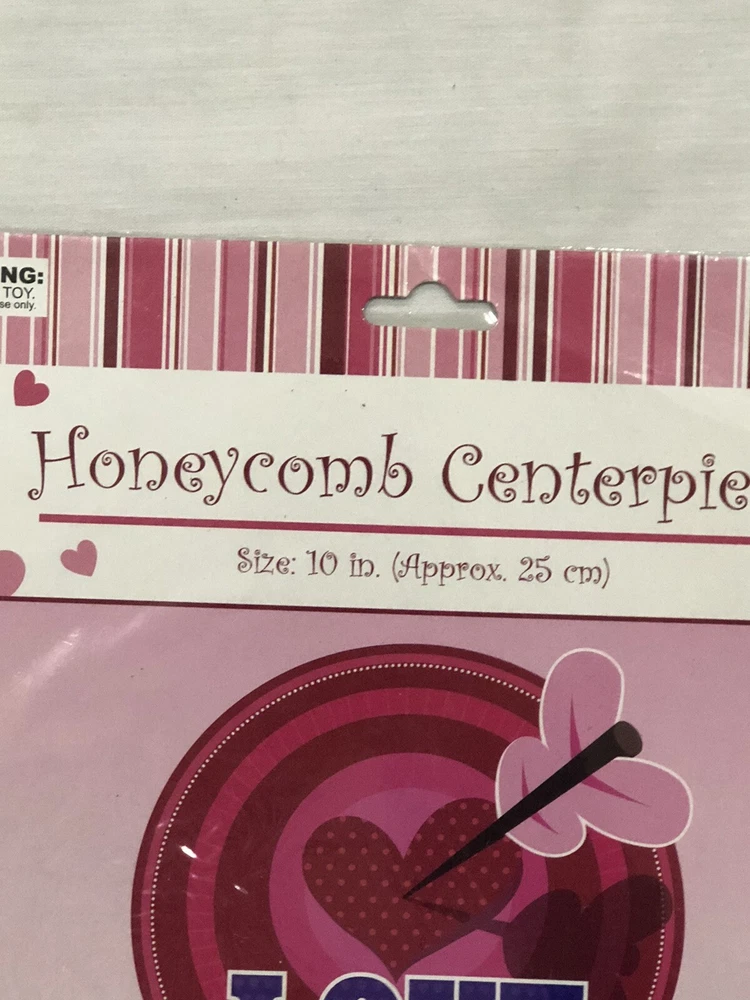 NG:
TOY.
se only.
Honeycomb Centerpie
Size: 10 in. (Approx. 25 cm)